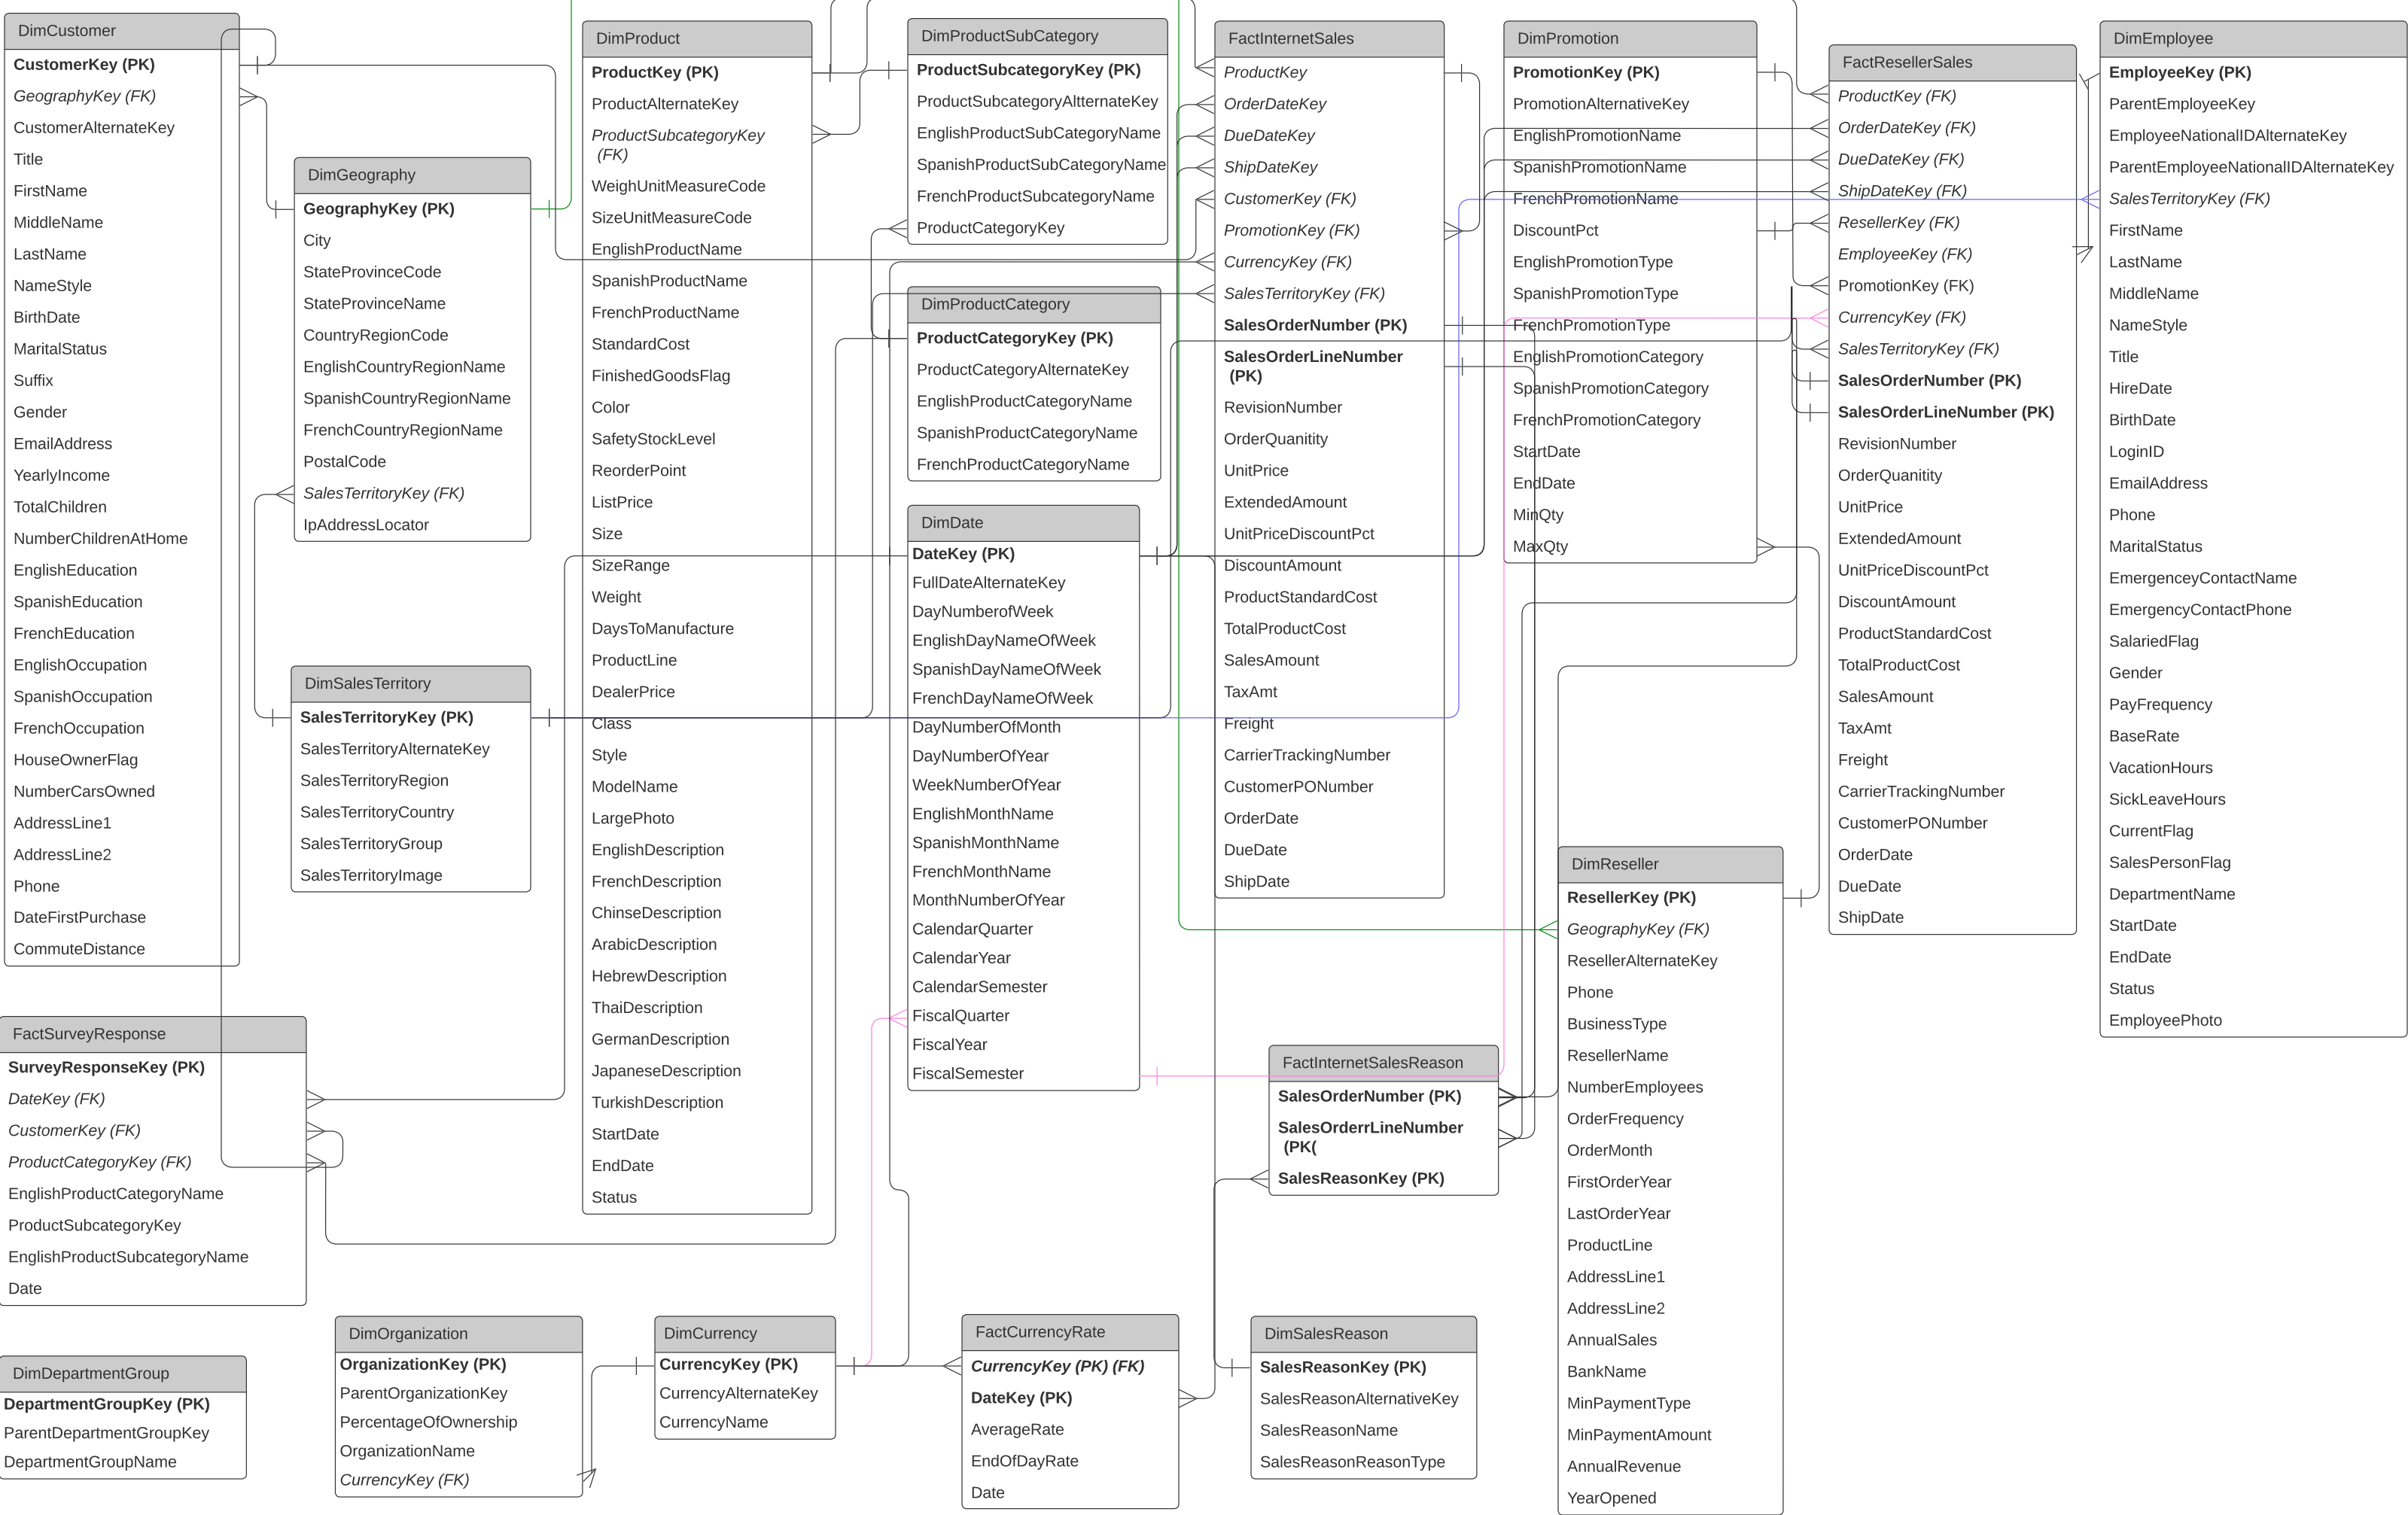 DimCustomer
CustomerKey (PK)
GeographyKey (FK)
CustomerAlternateKey
Title
FirstName
MiddleName
LastName
NameStyle
BirthDate
MaritalStatus
Suffix
Gender
EmailAddress
YearlyIncome
TotalChildren
NumberChildrenAtHome
EnglishEducation
SpanishEducation
FrenchEducation
EnglishOccupation
SpanishOccupation
FrenchOccupation
HouseOwnerFlag
NumberCarsOwned
AddressLine1
AddressLine2
Phone
DateFirstPurchase
CommuteDistance
FactSurveyResponse
SurveyResponseKey (PK)
DateKey (FK)
CustomerKey (FK)
ProductCategoryKey (FK)
EnglishProductCategoryName
ProductSubcategoryKey
EnglishProductSubcategoryName
Date
DimDepartmentGroup
DepartmentGroupKey (PK)
ParentDepartmentGroupKey
DepartmentGroupName
DimGeography
GeographyKey (PK)
City
StateProvinceCode
StateProvinceName
CountryRegionCode
EnglishCountryRegionName
SpanishCountryRegionName
FrenchCountryRegionName
PostalCode
SalesTerritoryKey (FK)
IpAddressLocator
DimSalesTerritory
SalesTerritoryKey (PK)
SalesTerritoryAlternateKey
SalesTerritoryRegion
SalesTerritoryCountry
SalesTerritoryGroup
SalesTerritoryImage
DimOrganization
OrganizationKey (PK)
ParentOrganizationKey
PercentageOfOwnership
OrganizationName
CurrencyKey (FK)
DimProduct
ProductKey (PK)
ProductAlternateKey
ProductSubcategoryKey
(FK)
WeighUnitMeasureCode
SizeUnitMeasureCode
EnglishProductName
SpanishProductName
FrenchProductName
StandardCost
FinishedGoodsFlag
Color
SafetyStockLevel
ReorderPoint
ListPrice
Size
SizeRange
Weight
DaysToManufacture
ProductLine
DealerPrice
Class
Style
ModelName
LargePhoto
EnglishDescription
FrenchDescription
ChinseDescription
ArabicDescription
HebrewDescription
ThaiDescription
GermanDescription
JapaneseDescription
TurkishDescription
StartDate
EndDate
Status
DimCurrency
CurrencyKey (PK)
CurrencyAlternateKey
CurrencyName
DimProductSubCategory
ProductSubcategoryKey (PK)
ProductSubcategoryAltternateKey
EnglishProductSubCategoryName
SpanishProductSubCategoryName
FrenchProductSubcategoryName
ProductCategoryKey
DimProductCategory
ProductCategoryKey (PK)
ProductCategoryAlternateKey
EnglishProductCategoryName
SpanishProductCategoryName
FrenchProductCategoryName
DimDate
DateKey (PK)
FullDateAlternateKey
DayNumberofWeek
EnglishDayNameOfWeek
SpanishDayNameOfWeek
FrenchDayNameOfWeek
DayNumberOfMonth
DayNumberOfYear
WeekNumberOfYear
EnglishMonthName
SpanishMonthName
FrenchMonthName
MonthNumberOfYear
CalendarQuarter
CalendarYear
CalendarSemester
FiscalQuarter
FiscalYear
FiscalSemester
FactCurrencyRate
CurrencyKey (PK) (FK)
DateKey (PK)
AverageRate
EndOfDayRate
Date
FactInternetSales
ProductKey
OrderDateKey
DueDateKey
ShipDateKey
CustomerKey (FK)
PromotionKey (FK)
CurrencyKey (FK)
SalesTerritoryKey (FK)
SalesOrderNumber (PK)
SalesOrderLineNumber
(PK)
RevisionNumber
OrderQuanitity
UnitPrice
ExtendedAmount
UnitPriceDiscountPct
DiscountAmount
ProductStandardCost
TotalProductCost
SalesAmount
TaxAmt
Freight
CarrierTrackingNumber
CustomerPONumber
OrderDate
DueDate
ShipDate
FactInternetSalesReason
SalesOrderNumber (PK)
SalesOrderrLineNumber
(PK(
SalesReasonKey (PK)
DimSalesReason
SalesReasonKey (PK)
SalesReasonAlternativeKey
SalesReasonName
SalesReasonReasonType
DimPromotion
PromotionKey (PK)
PromotionAlternativeKey
EnglishPromotionName
SpanishPromotionName
FrenchPromotionName
DiscountPct
EnglishPromotionType
SpanishPromotionType
FrenchPromotionType
EnglishPromotionCategory
SpanishPromotionCategory
FrenchPromotionCategory
StartDate
EndDate
MinQty
MaxQty
DimReseller
ResellerKey (PK)
GeographyKey (FK)
ResellerAlternateKey
Phone
BusinessType
ResellerName
NumberEmployees
OrderFrequency
OrderMonth
FirstOrderYear
LastOrderYear
ProductLine
AddressLine1
AddressLine2
AnnualSales
BankName
MinPaymentType
MinPaymentAmount
AnnualRevenue
YearOpened
FactResellerSales
ProductKey (FK)
OrderDateKey (FK)
DueDateKey (FK)
ShipDateKey (FK)
ResellerKey (FK)
EmployeeKey (FK)
PromotionKey (FK)
CurrencyKey (FK)
SalesTerritoryKey (FK)
SalesOrderNumber (PK)
SalesOrderLineNumber (PK)
RevisionNumber
OrderQuanitity
UnitPrice
ExtendedAmount
UnitPriceDiscountPct
DiscountAmount
ProductStandardCost
TotalProductCost
SalesAmount
TaxAmt
Freight
CarrierTrackingNumber
CustomerPONumber
OrderDate
DueDate
ShipDate
DimEmployee
EmployeeKey (PK)
ParentEmployeeKey
EmployeeNationalIDAlternateKey
ParentEmployeeNationalIDAlternateKey
SalesTerritoryKey (FK)
FirstName
LastName
MiddleName
NameStyle
Title
HireDate
BirthDate
LoginID
EmailAddress
Phone
MaritalStatus
EmergenceyContactName
EmergencyContactPhone
SalariedFlag
Gender
PayFrequency
BaseRate
VacationHours
SickLeaveHours
CurrentFlag
SalesPersonFlag
DepartmentName
StartDate
EndDate
Status
EmployeePhoto